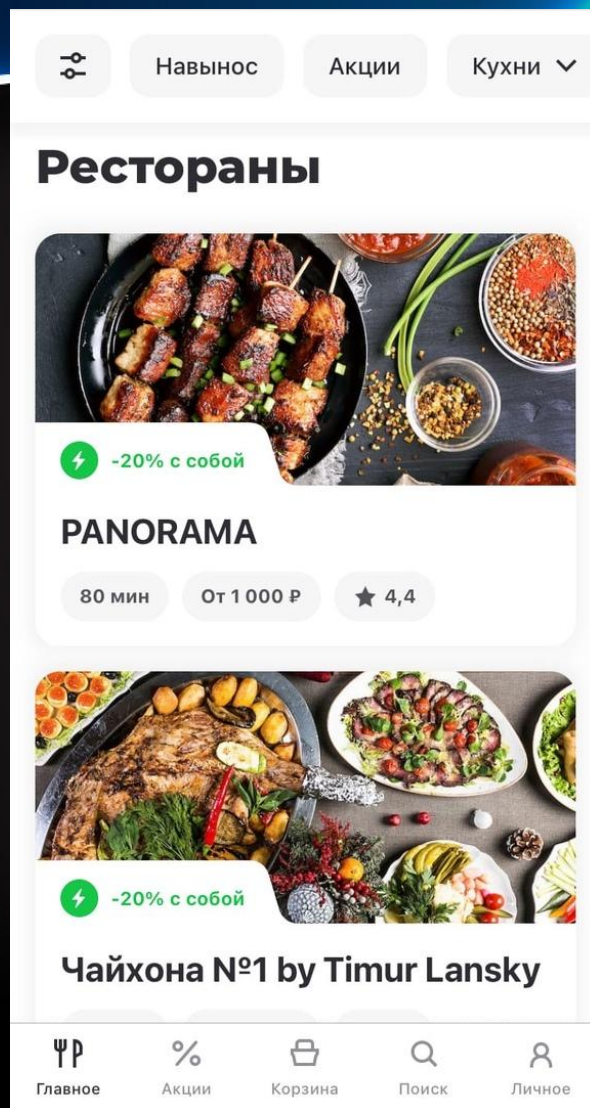 Навынос Акции Кухни
Рестораны
-20% с собой
PANORAMA
80 мин От 1 000 ₽ 4,4
-20% с собой
Чайхона №1 by Timur Lansky
Главное Акции Корзина Поиск Личное